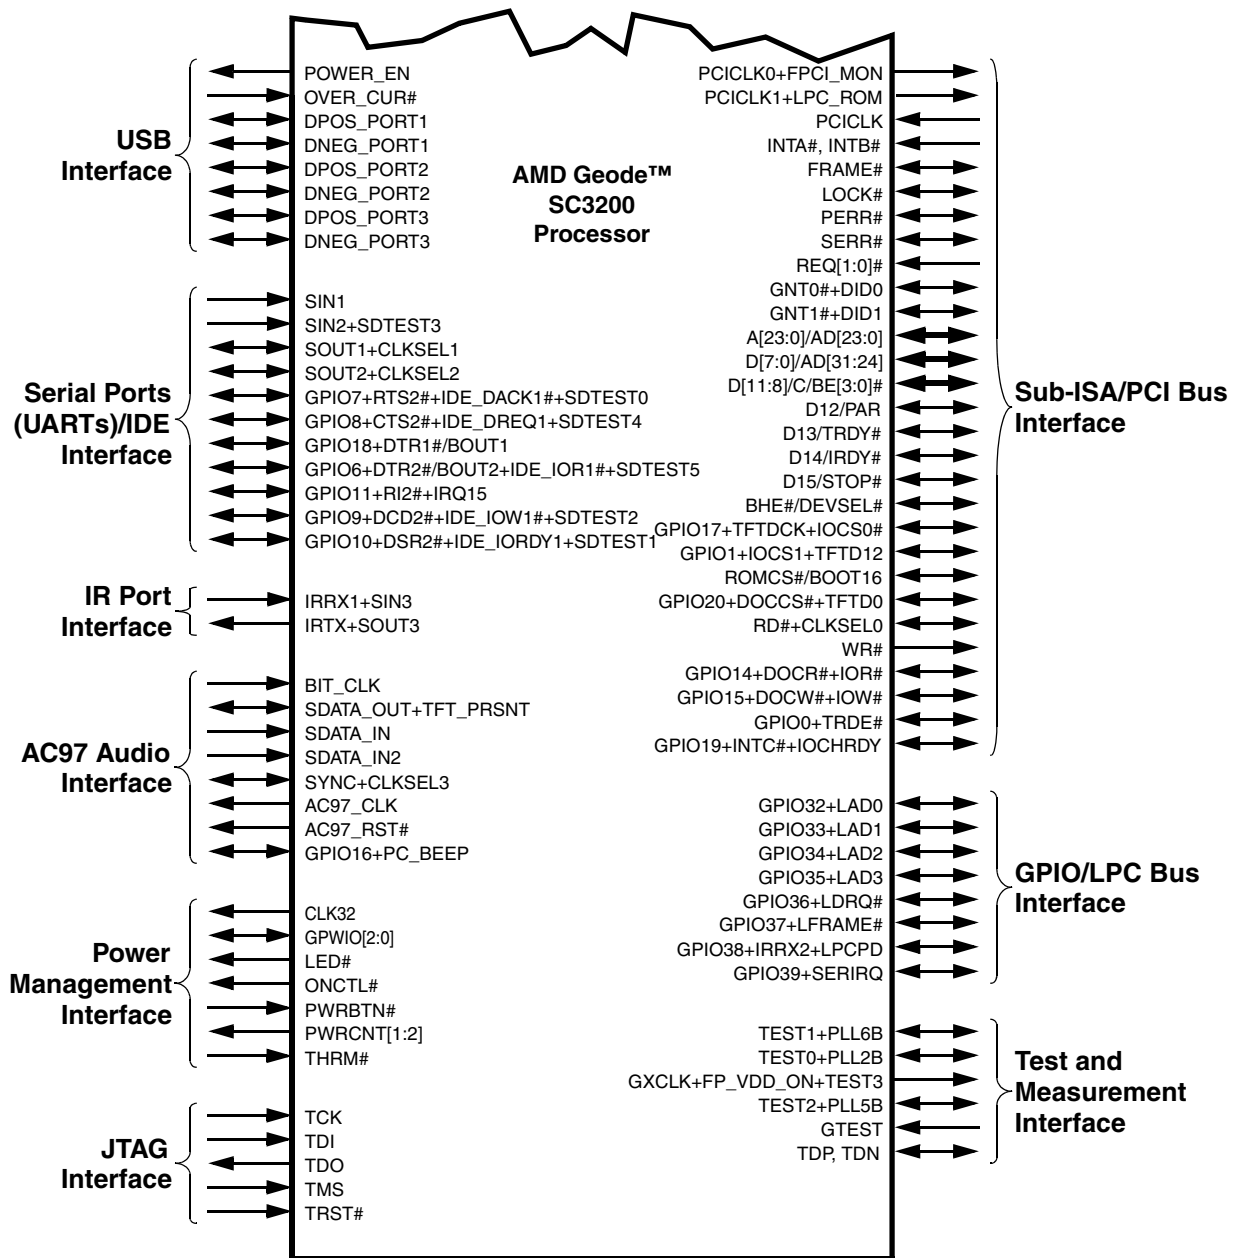 AMD Geode™
SC3200
Processor
USB
Interface
POWER_EN
OVER_CUR#
DPOS_PORT1
DNEG_PORT1
DPOS_PORT2
DNEG_PORT2
DPOS_PORT3
DNEG_PORT3
Serial Ports
(UARTs)/IDE
Interface
SIN1
SIN2+SDTEST3
SOUT1+CLKSEL1
SOUT2+CLKSEL2
GPIO7+RTS2#+IDE_DACK1#+SDTEST0
GPIO8+CTS2#+IDE_DREQ1+SDTEST4
GPIO18+DTR1#/BOUT1
GPIO6+DTR2#/BOUT2+IDE_IOR1#+SDTEST5
GPIO11+RI2#+IRQ15
GPIO9+DCD2#+IDE_IOW1#+SDTEST2
GPIO10+DSR2#+IDE_IORDY1+SDTEST1
IR Port
Interface
IRRX1+SIN3
IRTX+SOUT3
AC97 Audio
Interface
BIT_CLK
SDATA_OUT+TFT_PRSNT
SDATA_IN
SDATA_IN2
SYNC+CLKSEL3
AC97_CLK
AC97_RST#
GPIO16+PC_BEEP
Power
Management
Interface
CLK32
GPWIO[2:0]
LED#
ONCTL#
PWRBTN#
PWRCNT[1:2]
THRM#
JTAG
Interface
TCK
TDI
TDO
TMS
TRST#
PCICLK0+FPCI_MON
PCICLK1+LPC_ROM
PCICLK
INTA#, INTB#
FRAME#
LOCK#
PERR#
SERR#
REQ[1:0]#
GNT0#+DID0
GNT1#+DID1
A[23:0]/AD[23:0]
D[7:0]/AD[31:24]
D[11:8]/C/BE[3:0]#
D12/PAR
D13/TRDY#
D14/IRDY#
D15/STOP#
BHE#/DEVSEL#
GPIO17+TFTDCK+IOCS0#
GPIO1+IOCS1+TFTD12
ROMCS#/BOOT16
GPIO20+DOCCS#+TFTD0
RD#+CLKSEL0
WR#
GPIO14+DOCR#+IOR#
GPIO15+DOCW#+IOW#
GPIO0+TRDE#
GPIO19+INTC#+IOCHRDY
Sub-ISA/PCI Bus
Interface
GPIO32+LAD0
GPIO33+LAD1
GPIO34+LAD2
GPIO35+LAD3
GPIO36+LDRQ#
GPIO37+LFRAME#
GPIO38+IRRX2+LPCPD
GPIO39+SERIRQ
GPIO/LPC Bus
Interface
TEST1+PLL6B
TEST0+PLL2B
GXCLK+FP_VDD_ON+TEST3
TEST2+PLL5B
GTEST
TDP, TDN
Test and
Measurement
Interface